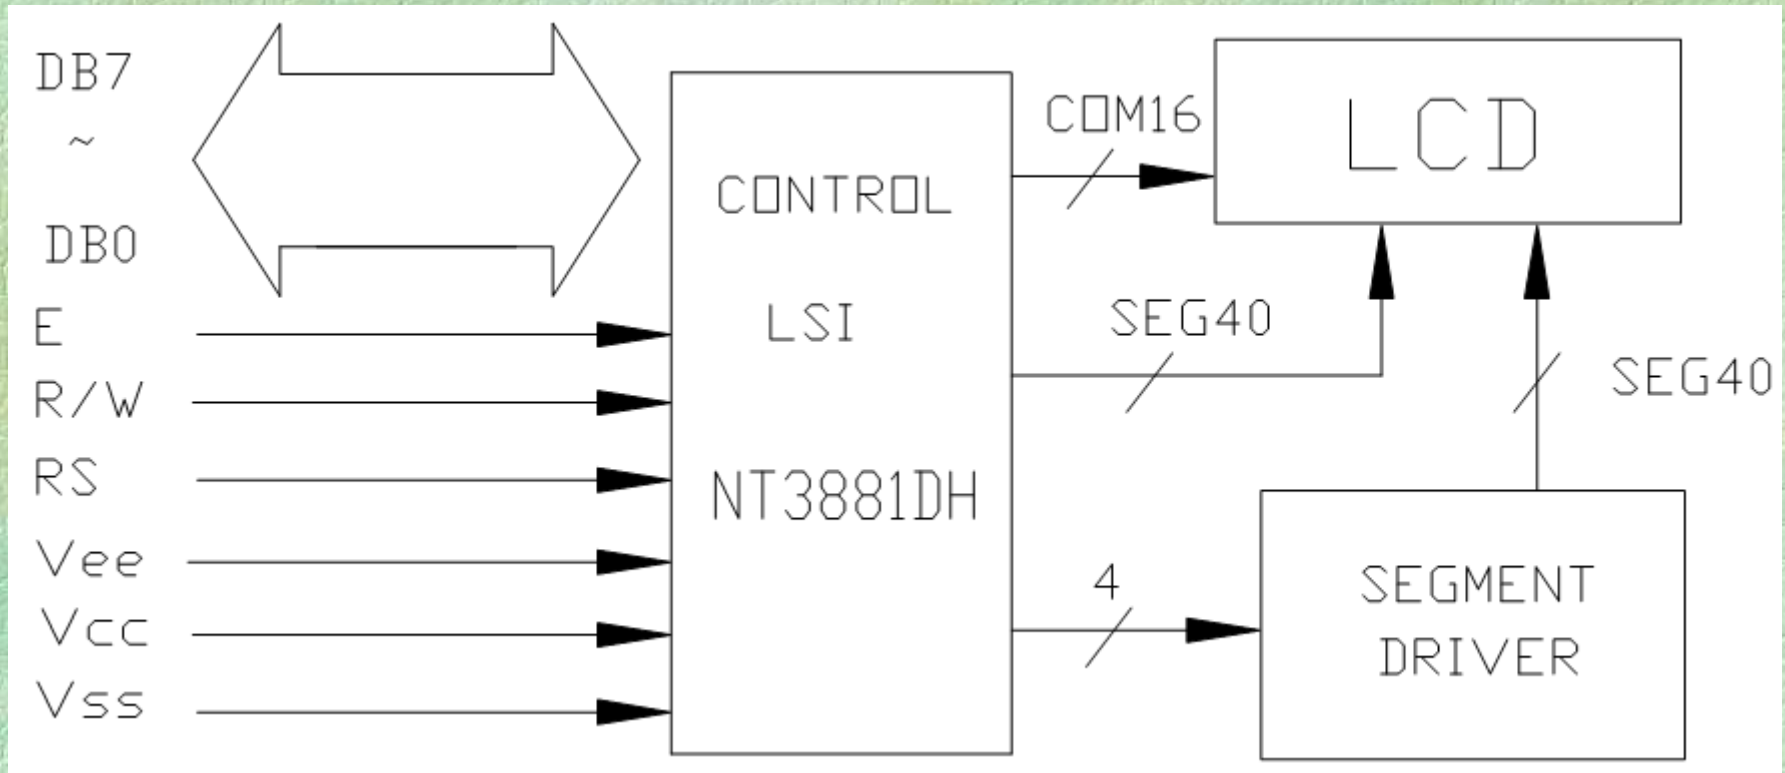 DB7
~
DB0
E
R/W
RS
Vee
Vcc
Vss
CONTROL
LSI
NT3881DH
COM16
SEG40
4
LCD
SEG40
SEGMENT
DRIVER